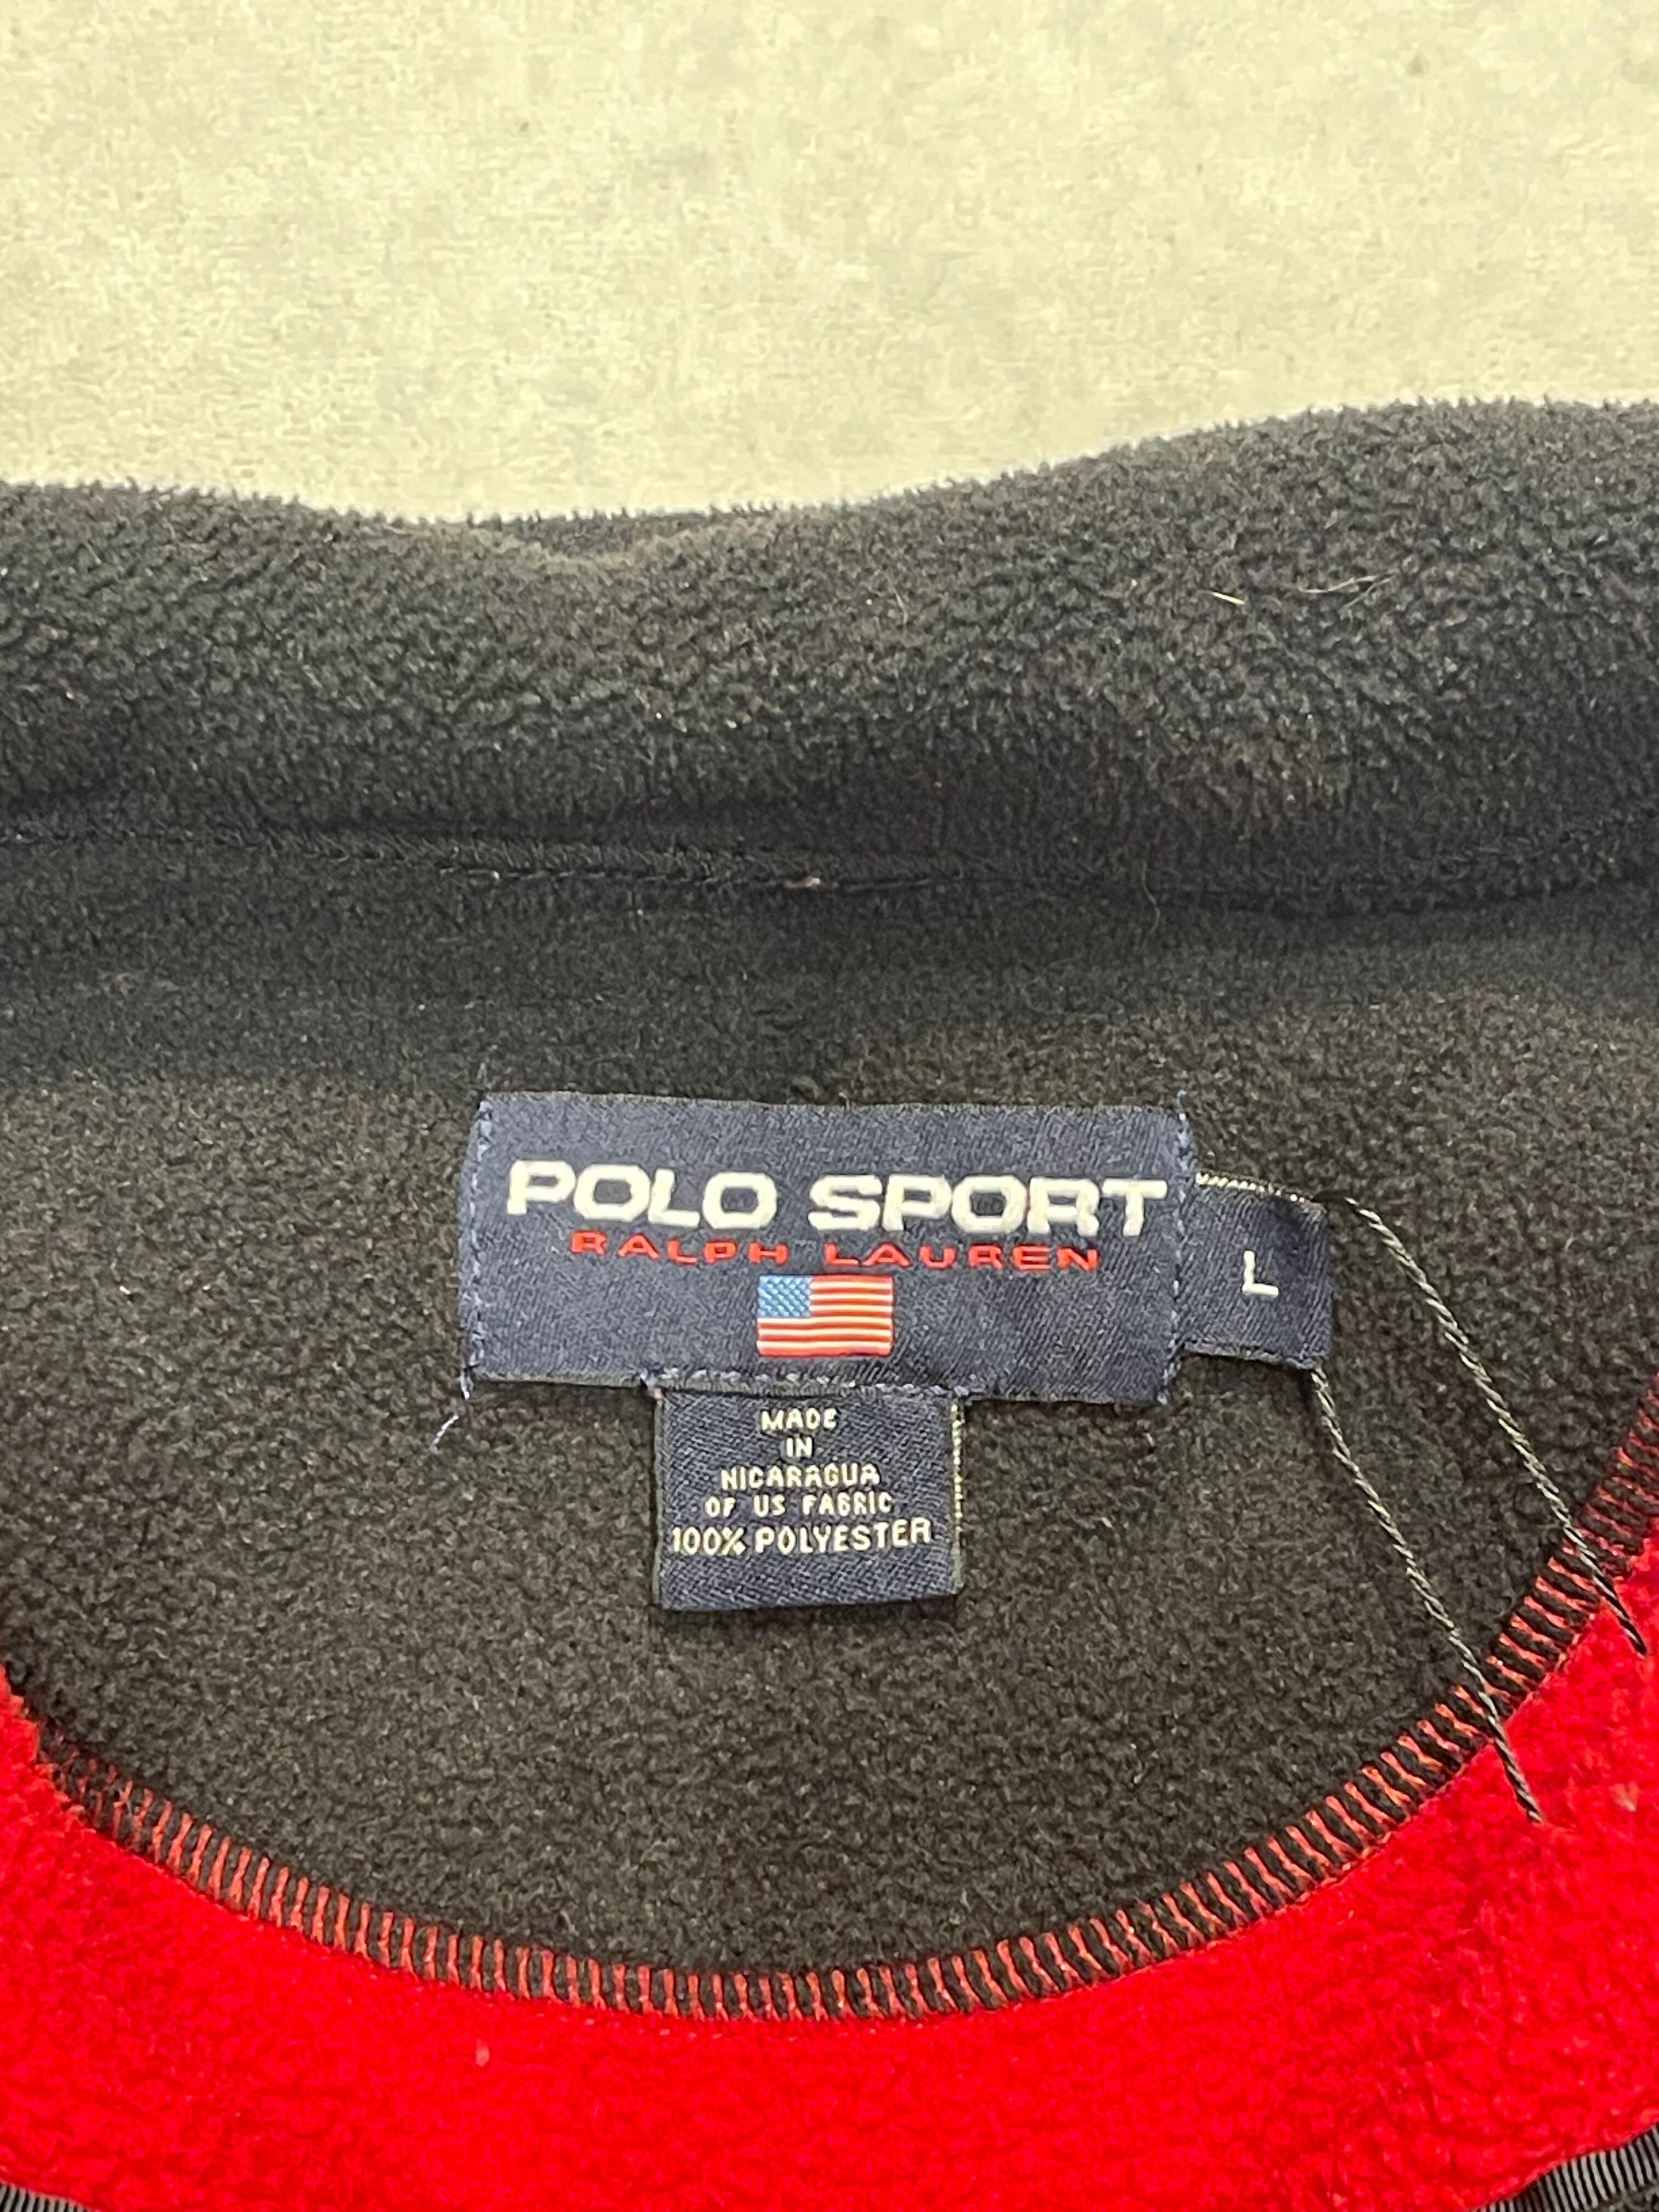 POLO SPORT
RALPH LAUREN
L
MADE
IN
NICARAGUA
OF US FABRIC
100% POLYESTER